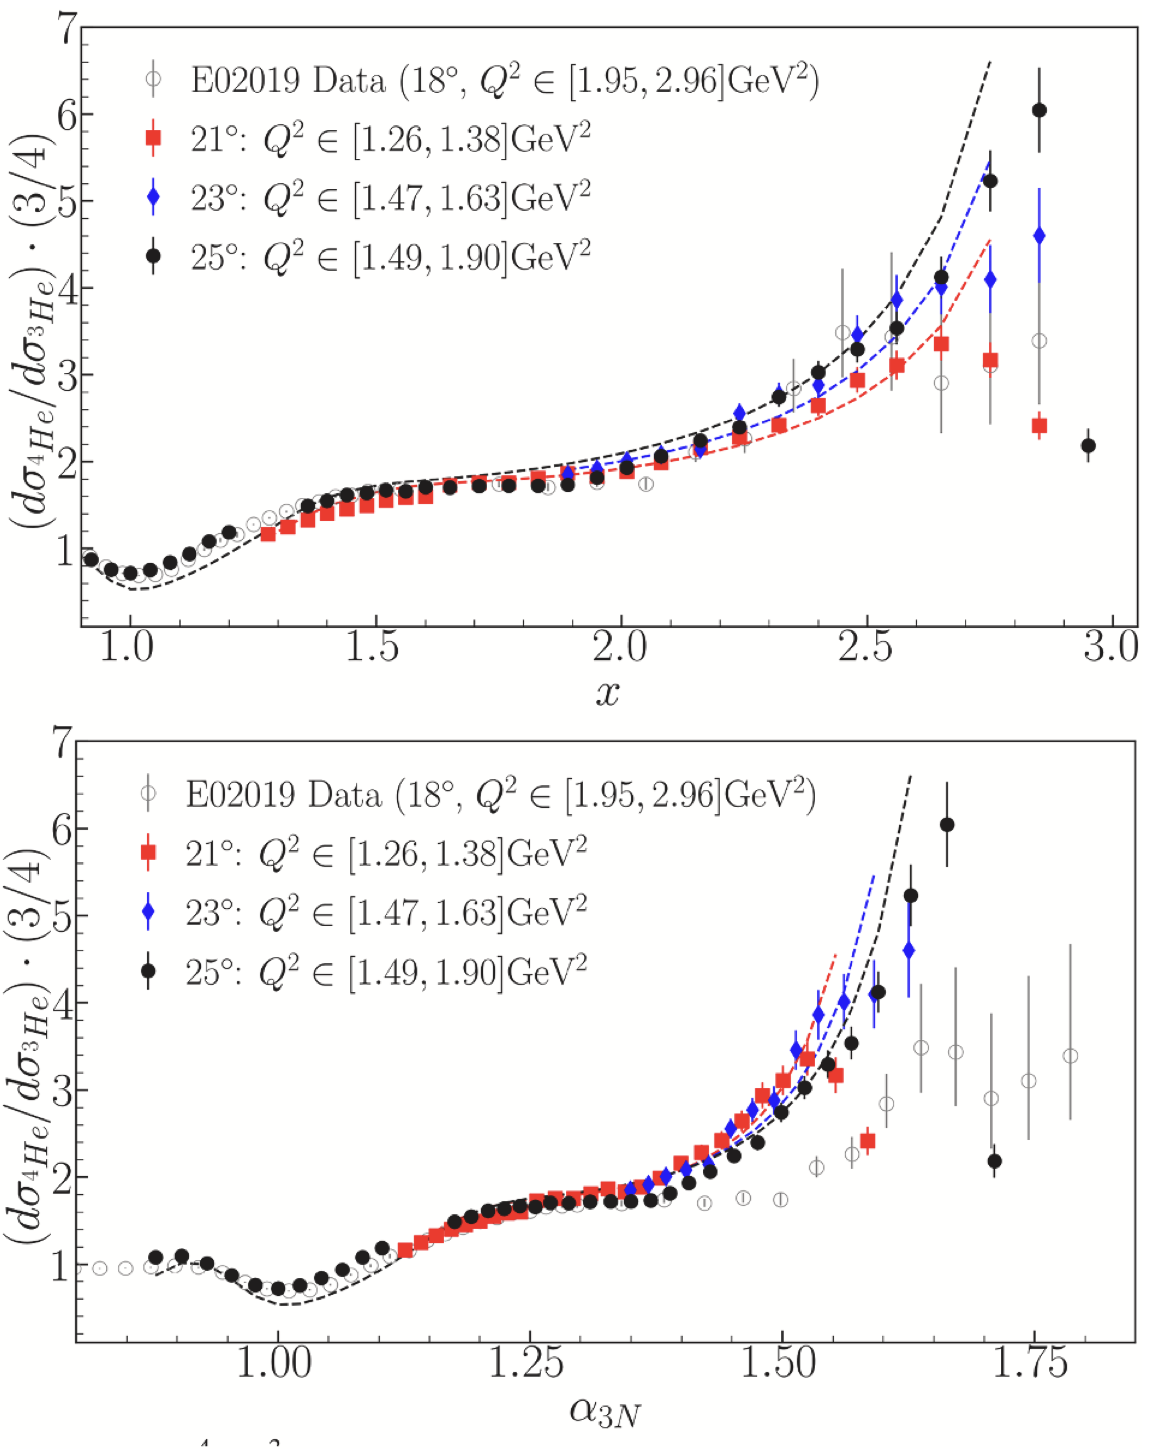 7
6
5
4
3
2
1
(dσ₄He/dσ₃He) · (3/4)
E02019 Data (18°, Q² ∈ [1.95, 2.96]GeV²)
21°: Q² ∈ [1.26, 1.38]GeV²
23°: Q² ∈ [1.47, 1.63]GeV²
25°: Q² ∈ [1.49, 1.90]GeV²
1.0 1.5 2.0 2.5 3.0
x
7
6
5
4
3
2
1
(dσ₄He/dσ₃He) · (3/4)
E02019 Data (18°, Q² ∈ [1.95, 2.96]GeV²)
21°: Q² ∈ [1.26, 1.38]GeV²
23°: Q² ∈ [1.47, 1.63]GeV²
25°: Q² ∈ [1.49, 1.90]GeV²
1.00 1.25 1.50 1.75
α₃N